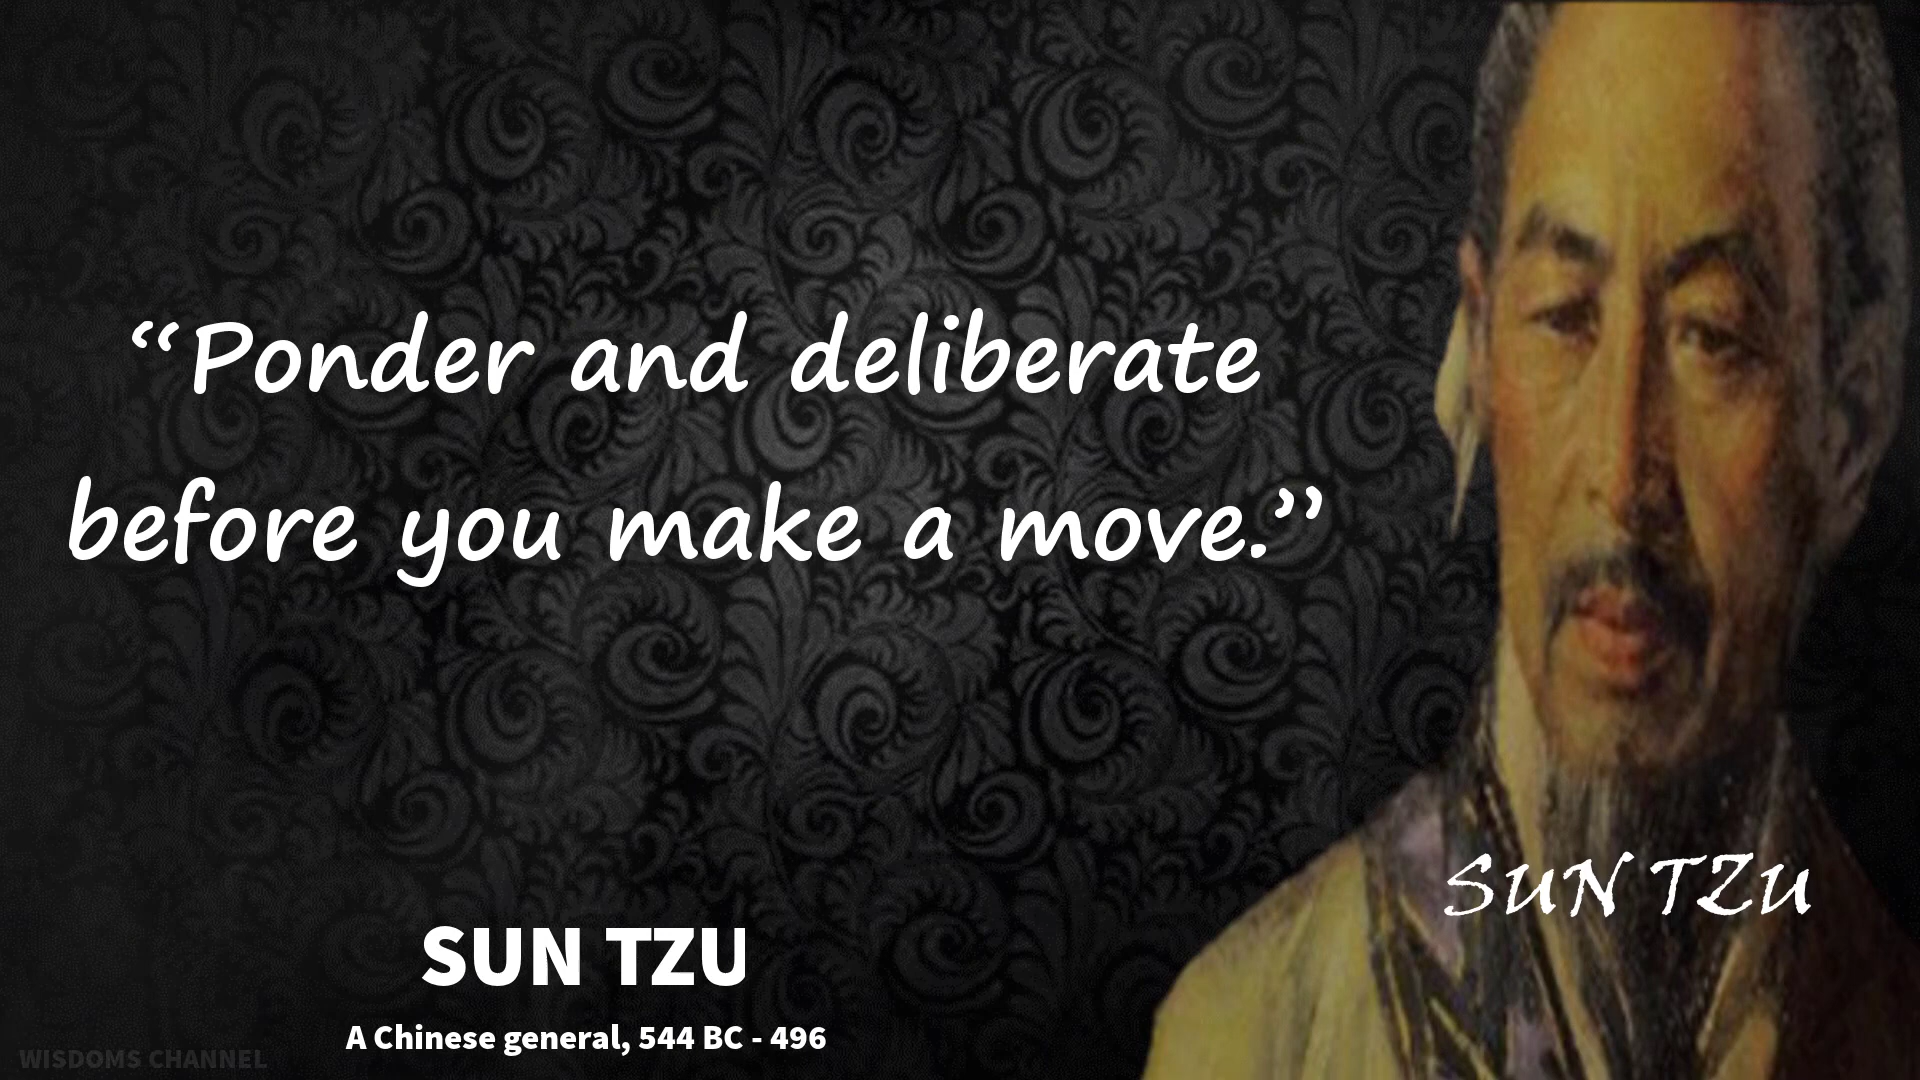 “Ponder and deliberate
before you make a move.”
SUN TZU
SUN TZU
A Chinese general, 544 BC - 496
WISDOMS CHANNEL